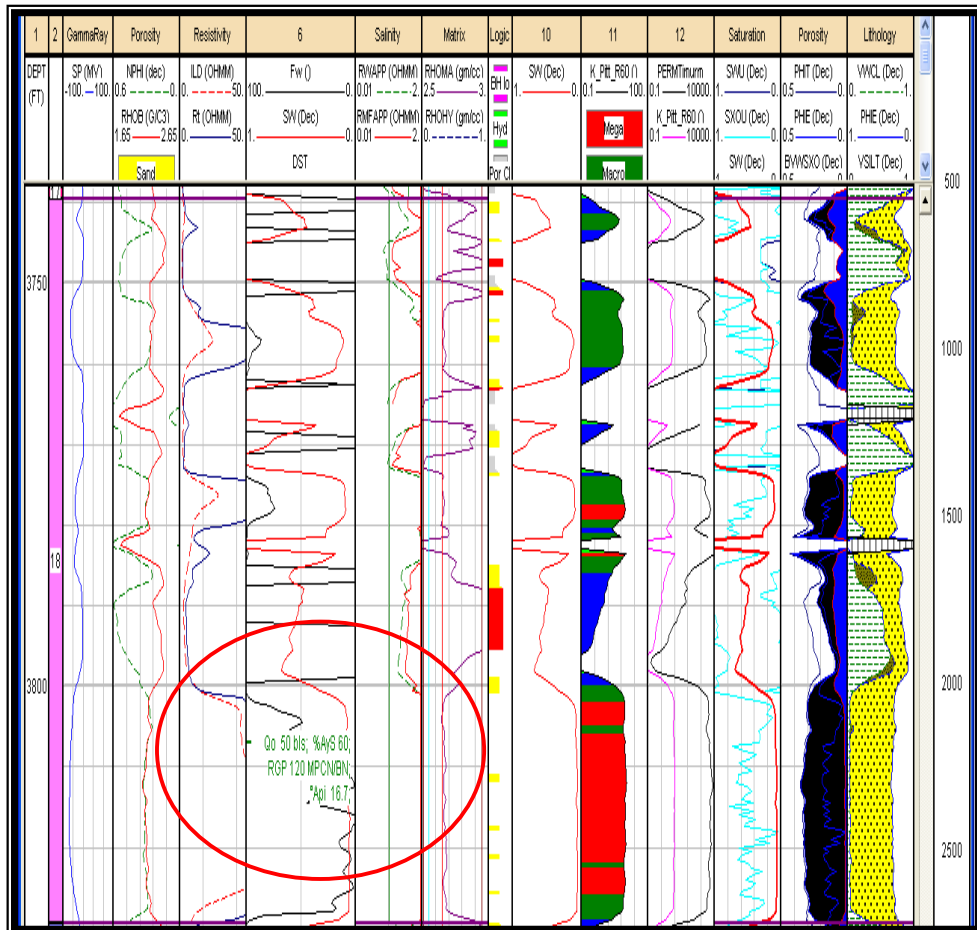 1 2 GammaRay Porosity Resistivity 6 Salinity Matrix Logic 10 11 12 Saturation Porosity Lithology
DEPT SP (MV) NPHI (dec) ILD (OHMM) Fw () RWAPP (OHMM) RHOMA (gm/cc) SW (Dec) K_Pitt_R60 () PERMTimurm SWU (Dec) PHIT (Dec) VWCL (Dec)
(FT) -100. 100. 0.6 0. 0. 50. 100. 0. 0.01 2. 2.5 3. BH lo 1. 0. 0.1 100 0.1 10000. 1. 0. 0.5 0. 0. 1.
RHOB (G/C3) Rt (OHMM) SW (Dec) RMFAPP (OHMM) RHOHY (gm/cc) Hyd Mega K_Pitt_R60 () SXOU (Dec) PHIE (Dec) PHIE (Dec)
1.65 2.65 0. 50. 1. 0. 0.01 2. 0. 1. 0.1 10000. 1. 0. 0.5 0. 1. 0.
Sand DST Por Cl Macro SW (Dec) BVWSXO (Dec) VSILT (Dec)
17
3750
18
3800
Qo 50 bls; %AyS 60;
RGP 120 MPCN/BN
°Api 16.7
500
1000
1500
2000
2500